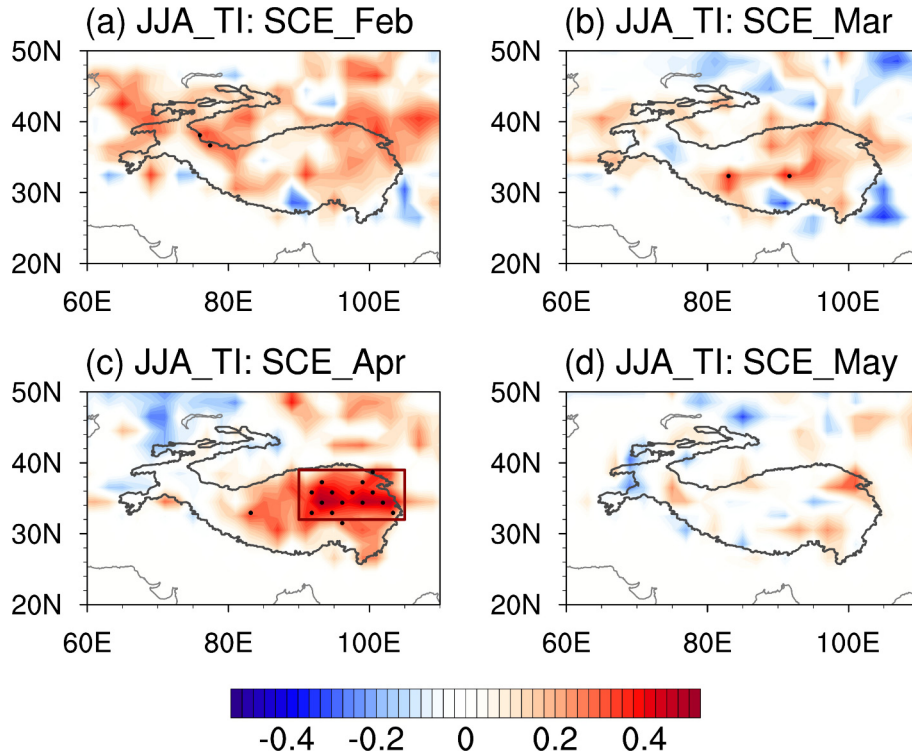 (a) JJA_TI: SCE_Feb
(b) JJA_TI: SCE_Mar
50N
40N
30N
20N
60E 80E 100E
50N
40N
30N
20N
60E 80E 100E
(c) JJA_TI: SCE_Apr
(d) JJA_TI: SCE_May
50N
40N
30N
20N
60E 80E 100E
50N
40N
30N
20N
60E 80E 100E
-0.4 -0.2 0 0.2 0.4